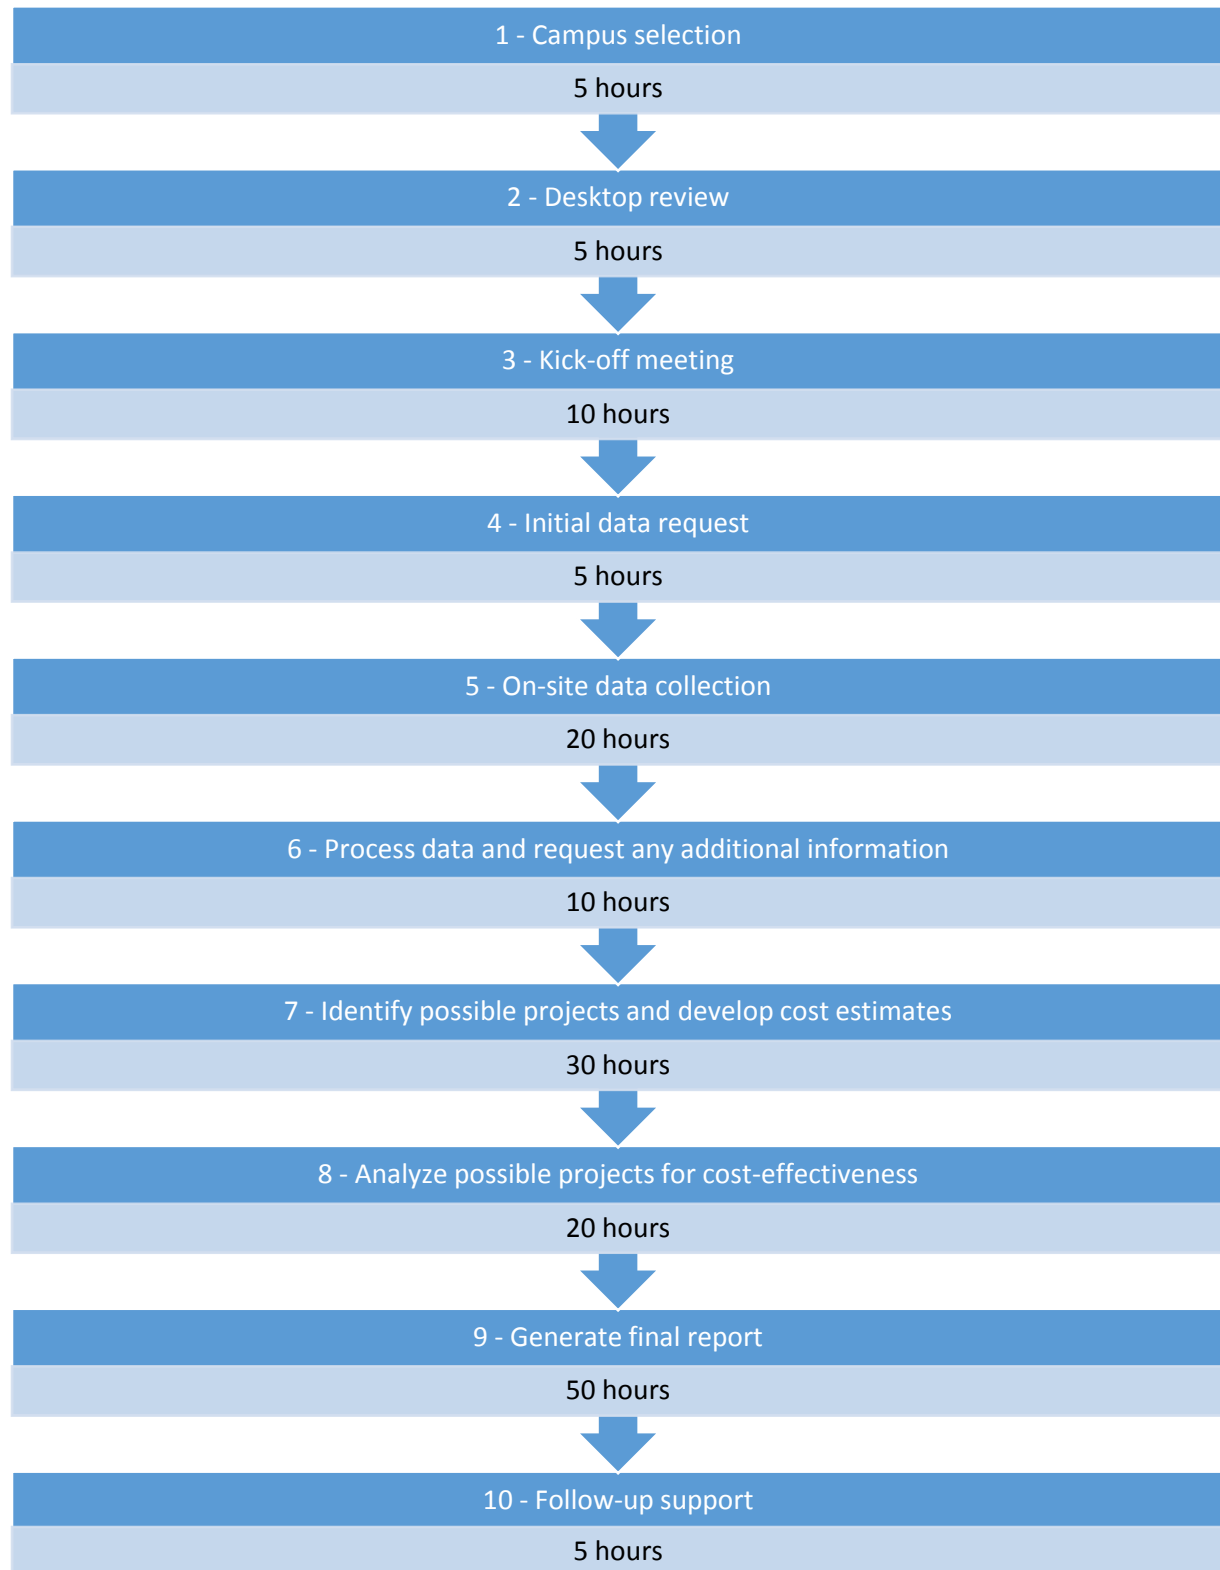 1 - Campus selection
5 hours
2 - Desktop review
5 hours
3 - Kick-off meeting
10 hours
4 - Initial data request
5 hours
5 - On-site data collection
20 hours
6 - Process data and request any additional information
10 hours
7 - Identify possible projects and develop cost estimates
30 hours
8 - Analyze possible projects for cost-effectiveness
20 hours
9 - Generate final report
50 hours
10 - Follow-up support
5 hours